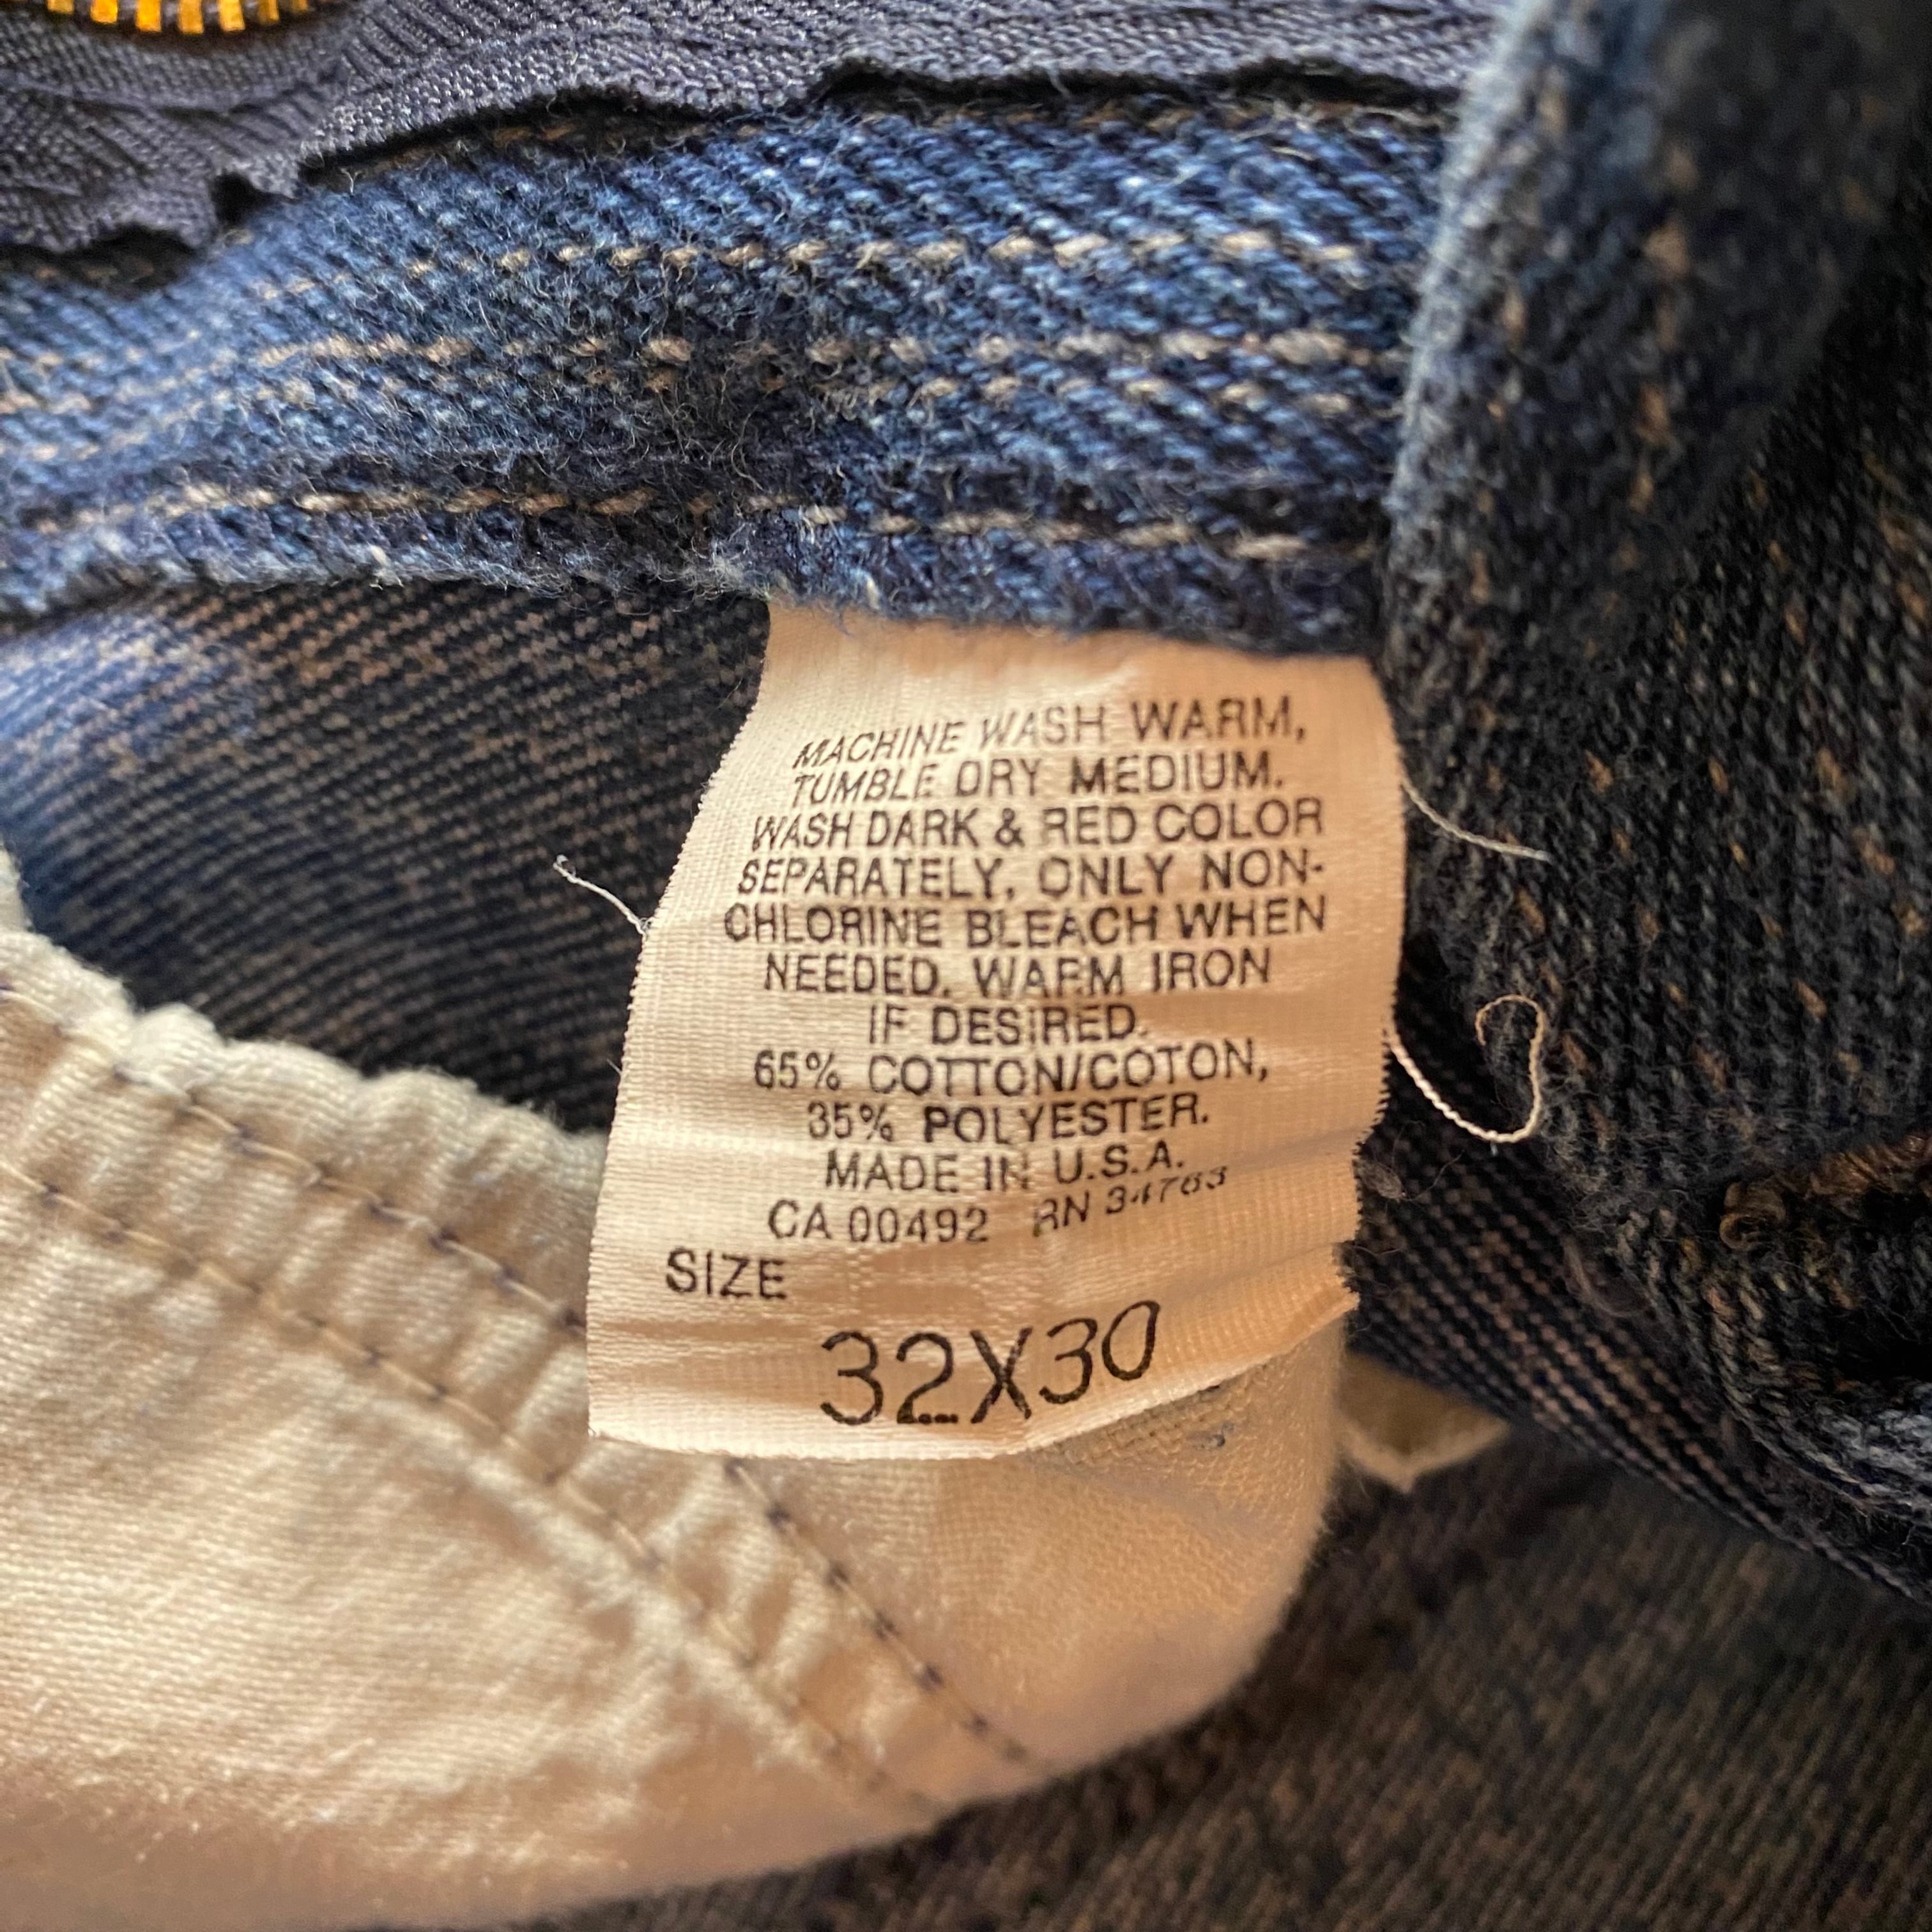 MACHINE WASH WARM,
TUMBLE DRY MEDIUM.
WASH DARK & RED COLOR
SEPARATELY, ONLY NON-
CHLORINE BLEACH WHEN
NEEDED. WARM IRON
IF DESIRED.
65% COTTON/COTON,
35% POLYESTER.
MADE IN U.S.A.
CA 00492 RN 34763
SIZE
32X30